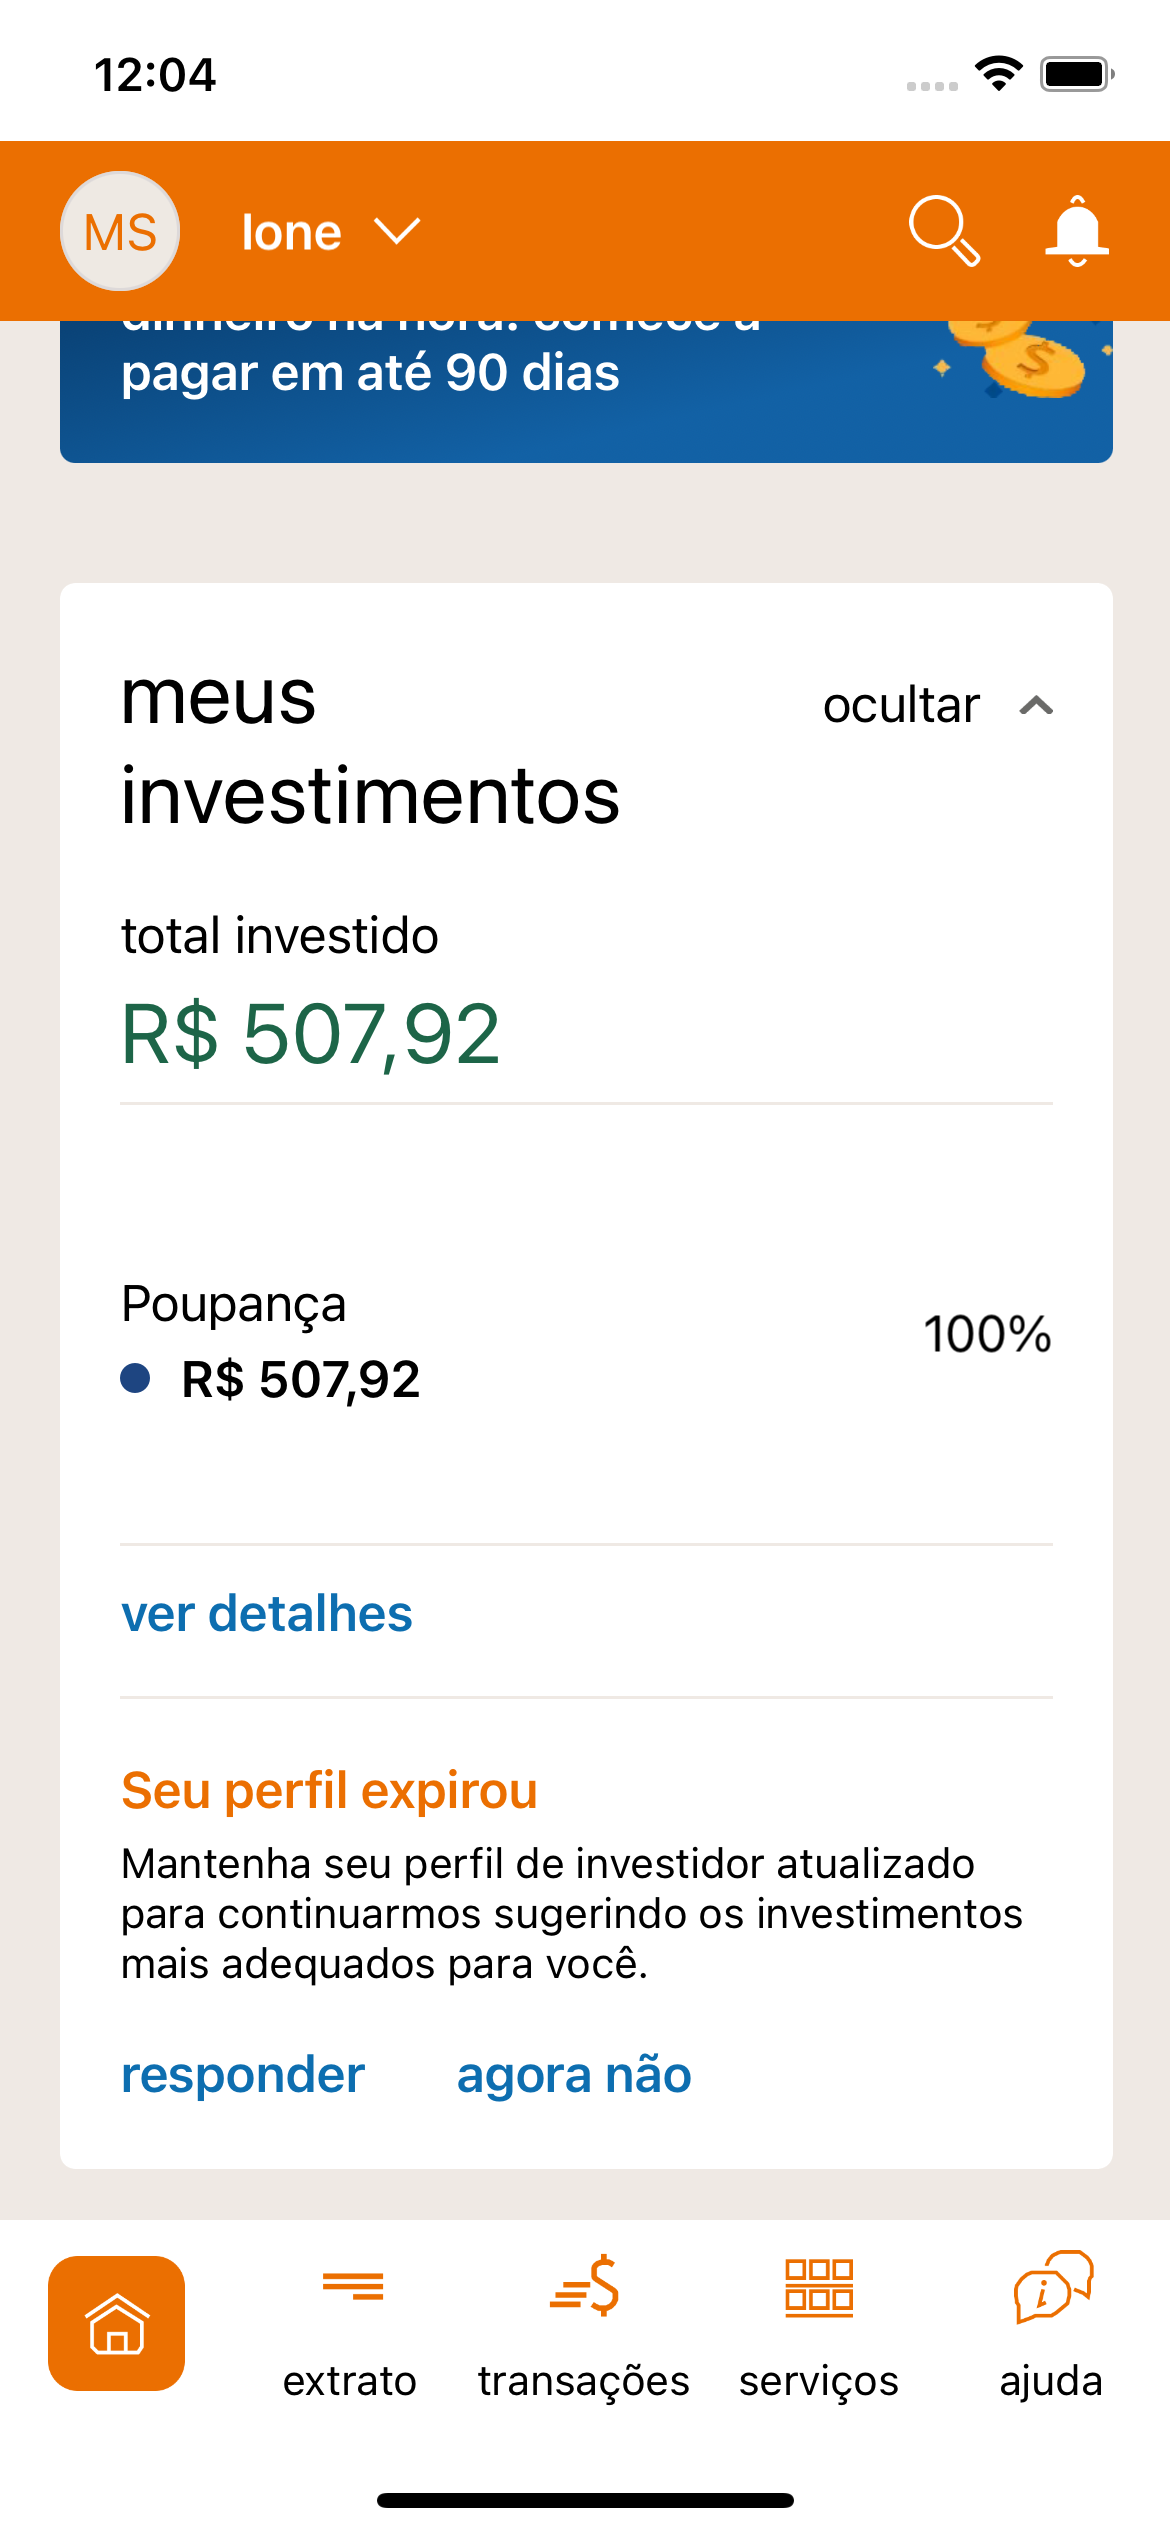 12:04
MS
Ione
pagar em até 90 dias
meus
investimentos
ocultar
total investido
R$ 507,92
Poupança
R$ 507,92
100%
ver detalhes
Seu perfil expirou
Mantenha seu perfil de investidor atualizado
para continuarmos sugerindo os investimentos
mais adequados para você.
responder
agora não
extrato
transações
serviços
ajuda